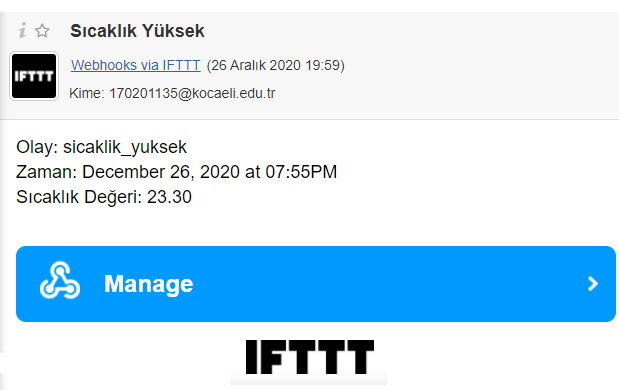 Sıcaklık Yüksek
IFTTT
Webhooks via IFTTT (26 Aralık 2020 19:59)
Kime: 170201135@kocaeli.edu.tr
Olay: sicaklik_yuksek
Zaman: December 26, 2020 at 07:55PM
Sıcaklık Değeri: 23.30
Manage
IFTTT